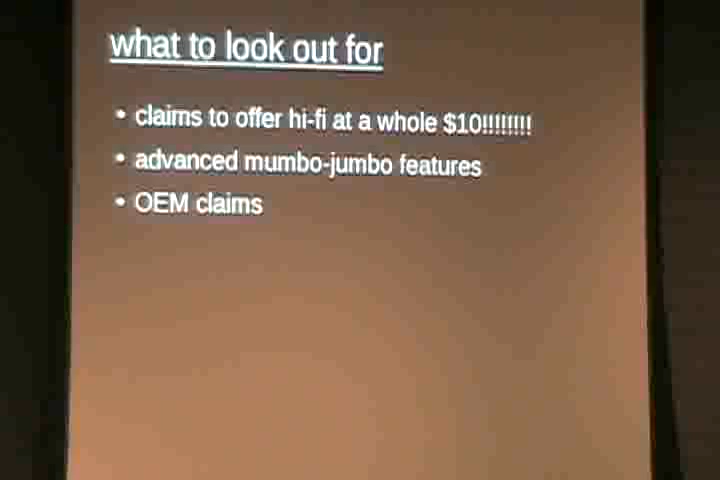 what to look out for
• claims to offer hi-fi at a whole $10!!!!!!!!
• advanced mumbo-jumbo features
• OEM claims